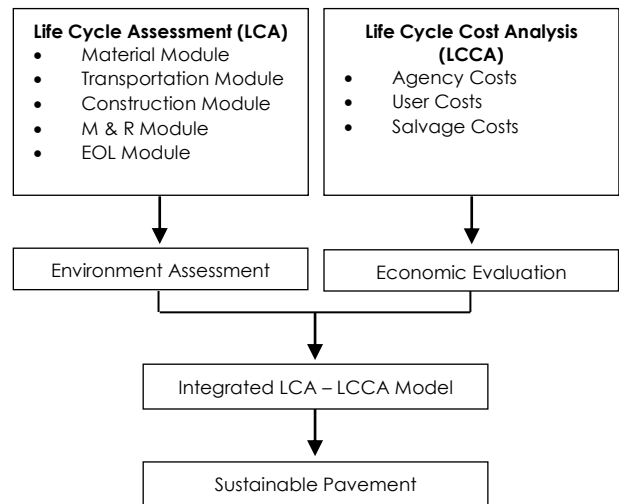 Life Cycle Assessment (LCA)
• Material Module
• Transportation Module
• Construction Module
• M & R Module
• EOL Module
Life Cycle Cost Analysis
(LCCA)
• Agency Costs
• User Costs
• Salvage Costs
Environment Assessment
Economic Evaluation
Integrated LCA – LCCA Model
Sustainable Pavement